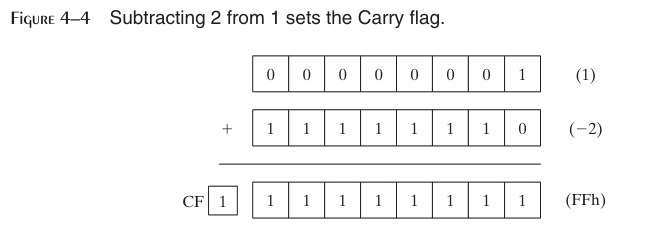 FIGURE 4–4 Subtracting 2 from 1 sets the Carry flag.
0 0 0 0 0 0 0 1 (1)
+ 1 1 1 1 1 1 1 0 (−2)
CF 1 1 1 1 1 1 1 1 1 (FFh)